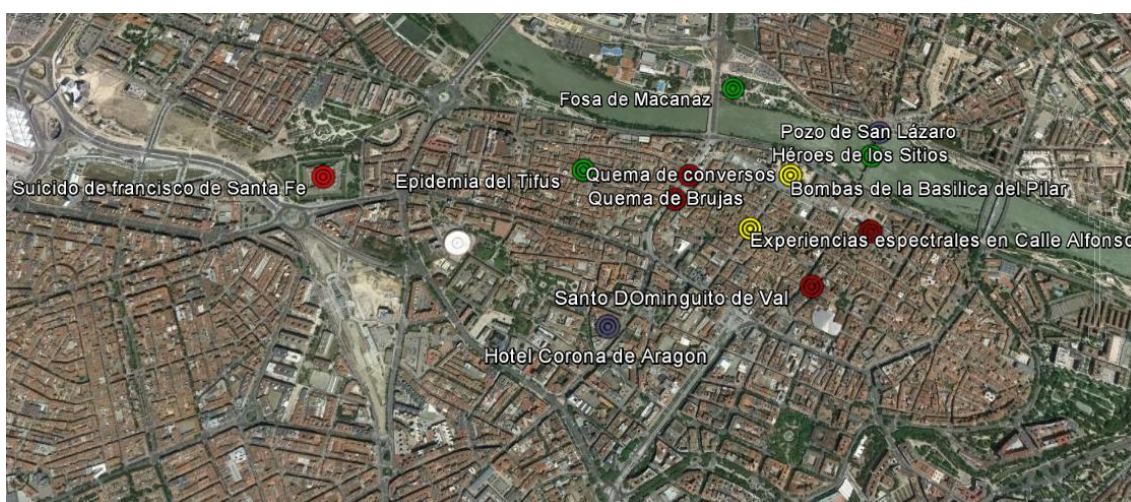 Fosa de Macanaz
Pozo de San Lázaro
Héroes de los Sitios
Suicido de francisco de Santa Fe
Epidemia del Tifus
Quema de conversos
Bombas de la Basilica del Pilar
Quema de Brujas
Experiencias espectrales en Calle Alfonso
Santo DOminguito de Val
Hotel Corona de Aragon